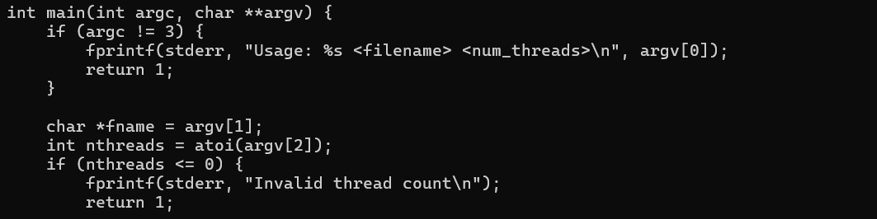 int main(int argc, char **argv) {
    if (argc != 3) {
        fprintf(stderr, "Usage: %s <filename> <num_threads>\n", argv[0]);
        return 1;
    }

    char *fname = argv[1];
    int nthreads = atoi(argv[2]);
    if (nthreads <= 0) {
        fprintf(stderr, "Invalid thread count\n");
        return 1;